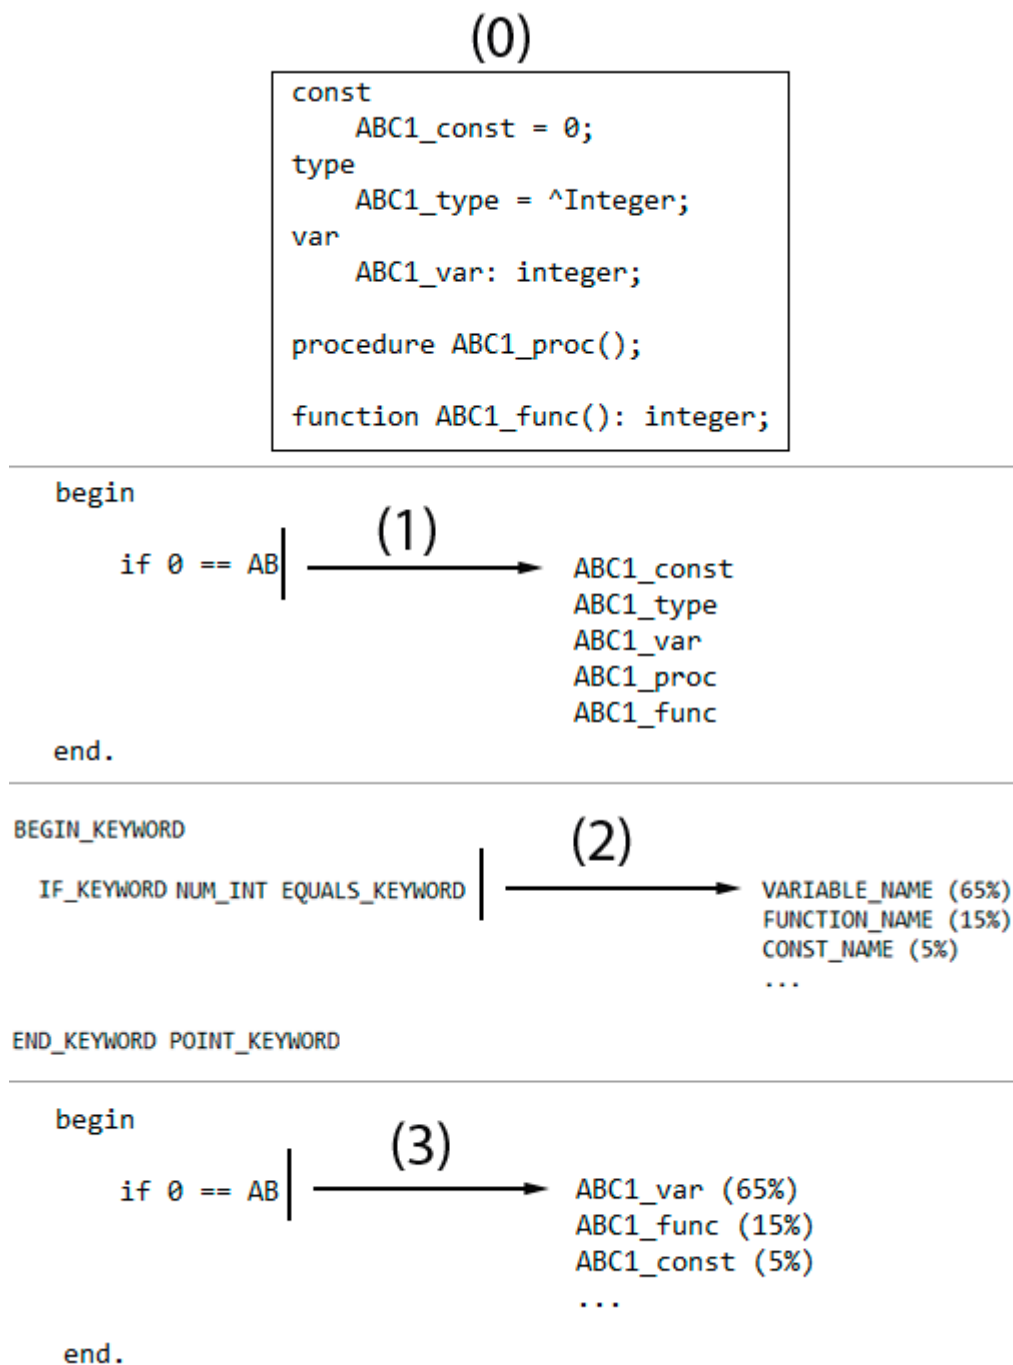 (0)
const
ABC1_const = 0;
type
ABC1_type = ^Integer;
var
ABC1_var: integer;
procedure ABC1_proc();
function ABC1_func(): integer;
begin
(1)
if 0 == AB
ABC1_const
ABC1_type
ABC1_var
ABC1_proc
ABC1_func
end.
BEGIN_KEYWORD
(2)
IF_KEYWORD NUM_INT EQUALS_KEYWORD
VARIABLE_NAME (65%)
FUNCTION_NAME (15%)
CONST_NAME (5%)
...
END_KEYWORD POINT_KEYWORD
begin
(3)
if 0 == AB
ABC1_var (65%)
ABC1_func (15%)
ABC1_const (5%)
...
end.